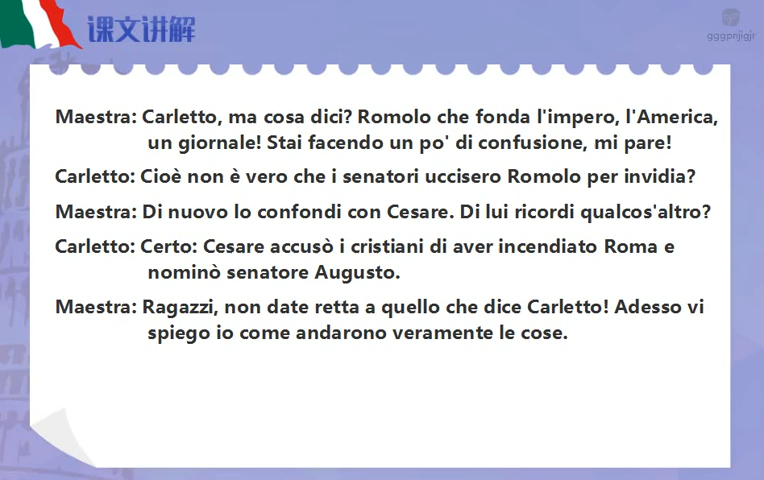 课文讲解
gggpnjigjr
Maestra: Carletto, ma cosa dici? Romolo che fonda l'impero, l'America,
un giornale! Stai facendo un po' di confusione, mi pare!
Carletto: Cioè non è vero che i senatori uccisero Romolo per invidia?
Maestra: Di nuovo lo confondi con Cesare. Di lui ricordi qualcos'altro?
Carletto: Certo: Cesare accusò i cristiani di aver incendiato Roma e
nominò senatore Augusto.
Maestra: Ragazzi, non date retta a quello che dice Carletto! Adesso vi
spiego io come andarono veramente le cose.